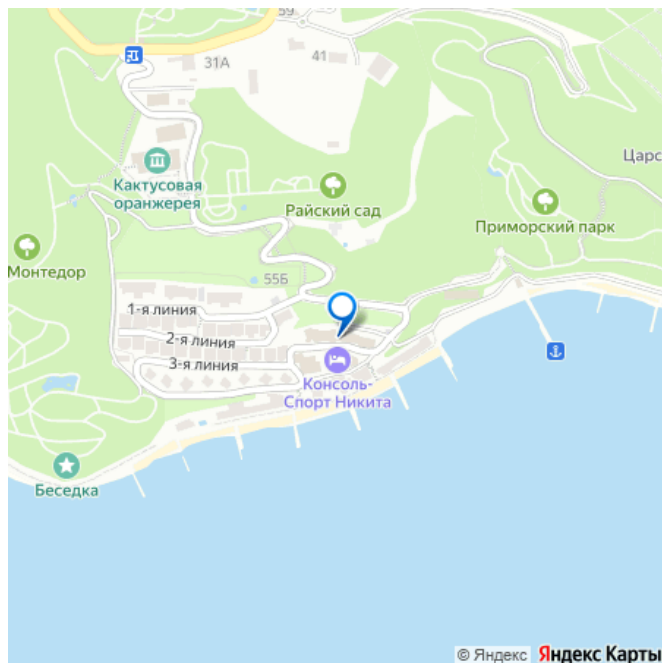 59
31А
41
Царс
Кактусовая
оранжерея
Райский сад
Приморский парк
Монтедор
55Б
1-я линия
2-я линия
3-я линия
Консоль-
Спорт Никита
Беседка
© Яндекс Яндекс Карты